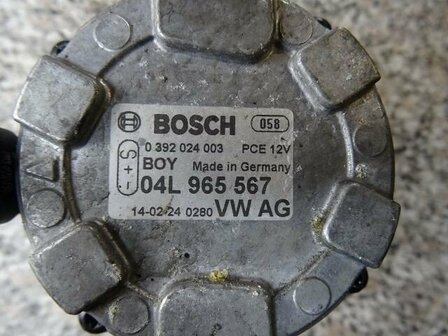 BOSCH 058
0 392 024 003 PCE 12V
S + -
BOY Made in Germany
04L 965 567
14-02-24 0280 VW AG